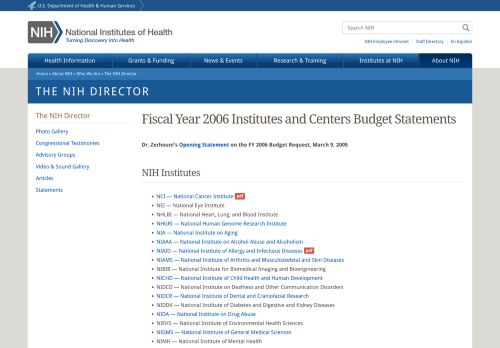 U.S. Department of Health & Human Services
NIH National Institutes of Health
Turning Discovery Into Health
Search NIH
NIH Employee Intranet | Staff Directory | En Español
Health Information
Grants & Funding
News & Events
Research & Training
Institutes at NIH
About NIH
Home » About NIH » Who We Are » The NIH Director
THE NIH DIRECTOR
The NIH Director
Photo Gallery
Congressional Testimonies
Advisory Groups
Video & Sound Gallery
Articles
Statements
Fiscal Year 2006 Institutes and Centers Budget Statements
Dr. Zerhouni's Opening Statement on the FY 2006 Budget Request, March 9, 2005
NIH Institutes
NCI — National Cancer Institute pdf
NEI — National Eye Institute
NHLBI — National Heart, Lung, and Blood Institute
NHGRI — National Human Genome Research Institute
NIA — National Institute on Aging
NIAAA — National Institute on Alcohol Abuse and Alcoholism
NIAID — National Institute of Allergy and Infectious Diseases pdf
NIAMS — National Institute of Arthritis and Musculoskeletal and Skin Diseases
NIBIB — National Institute for Biomedical Imaging and Bioengineering
NICHD — National Institute of Child Health and Human Development
NIDCD — National Institute on Deafness and Other Communication Disorders
NIDCR — National Institute of Dental and Craniofacial Research
NIDDK — National Institute of Diabetes and Digestive and Kidney Diseases
NIDA — National Institute on Drug Abuse
NIEHS — National Institute of Environmental Health Sciences
NIGMS — National Institute of General Medical Sciences
NIMH — National Institute of Mental Health